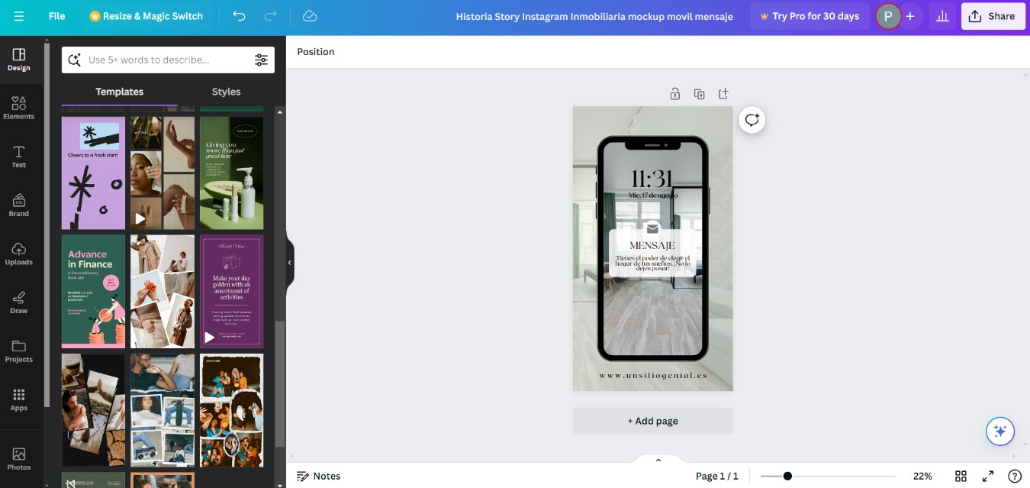 File
Resize & Magic Switch
Historia Story Instagram Inmobiliaria mockup movil mensaje
Try Pro for 30 days
P
+
Share
Design
Elements
Text
Brand
Uploads
Draw
Projects
Apps
Photos
Use 5+ words to describe...
Templates
Styles
Cheers to a fresh start!
Giving you
more than just
good hair
Advance
in Finance
Make your day
golden with an
assortment of
activities
Position
11:31
Mie, 17 de agosto
MENSAJE
Tienes el poder de elegir el
hogar de tus sueños. ¡No lo
dejes pasar!
www.unsitiogenial.es
+ Add page
Notes
Page 1 / 1
22%